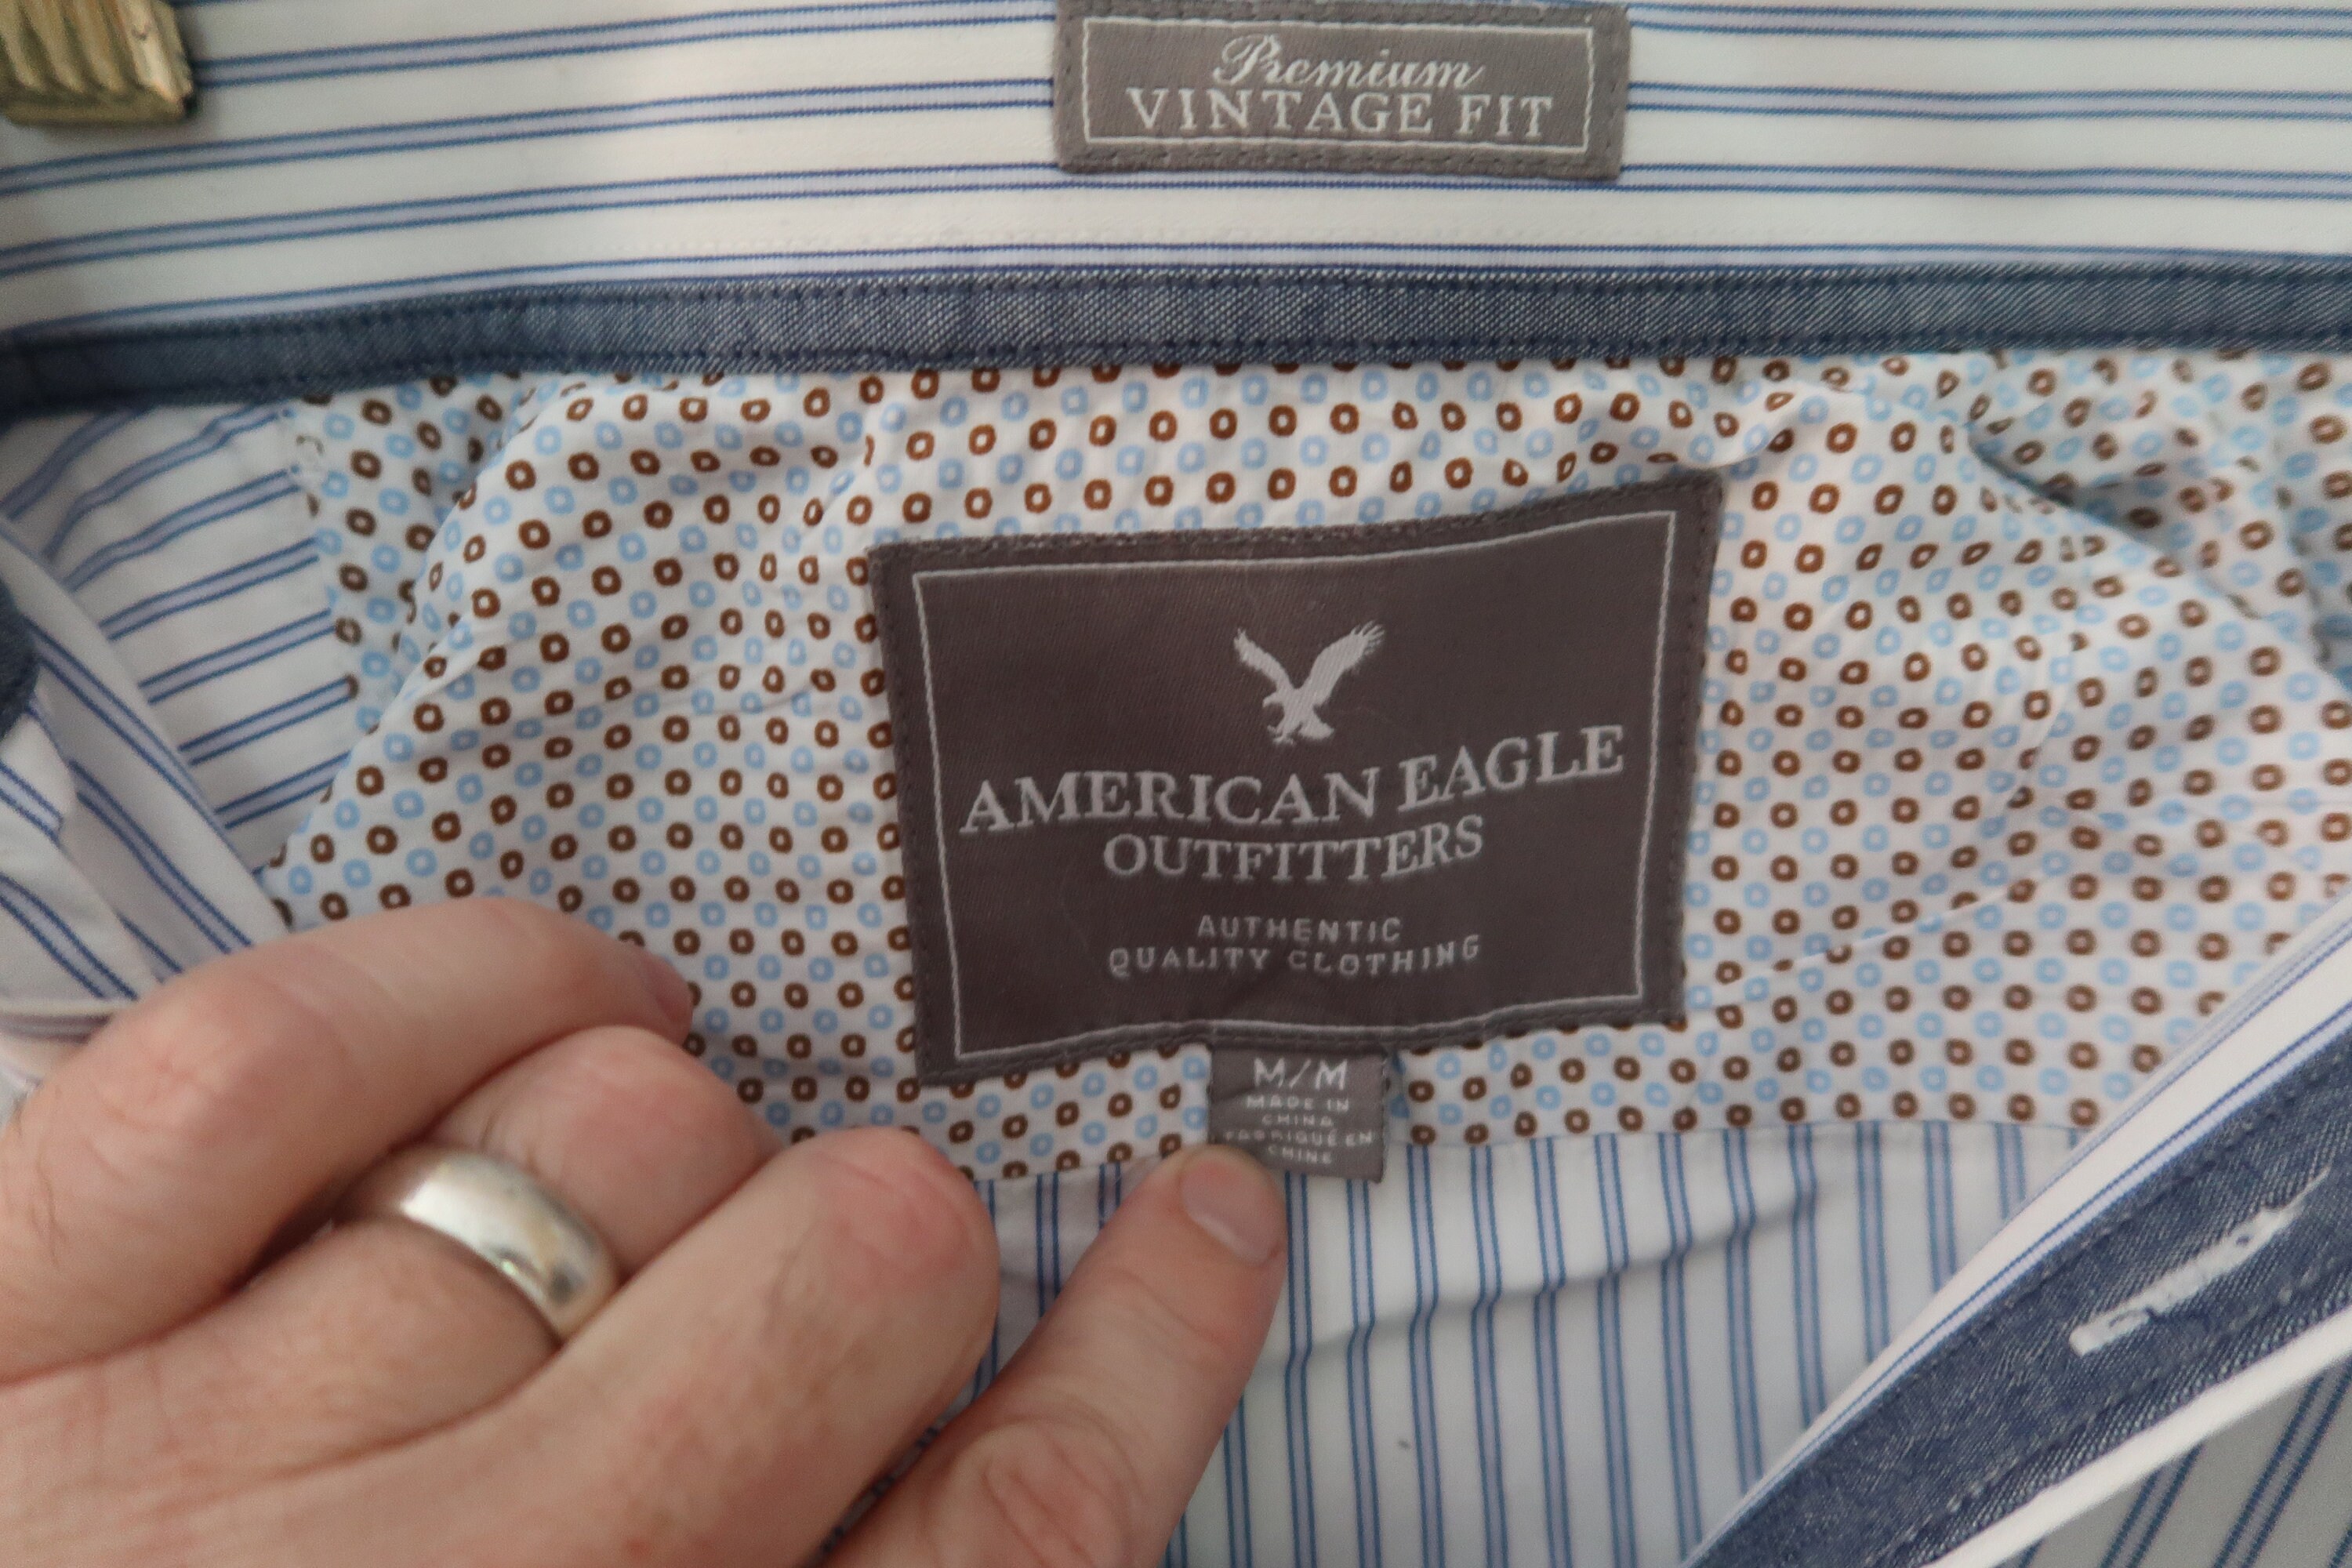 Premium
VINTAGE FIT
AMERICAN EAGLE
OUTFITTERS
AUTHENTIC
QUALITY CLOTHING
M/M
MADE IN
CHINA
FABRIQUÉ EN
CHINE